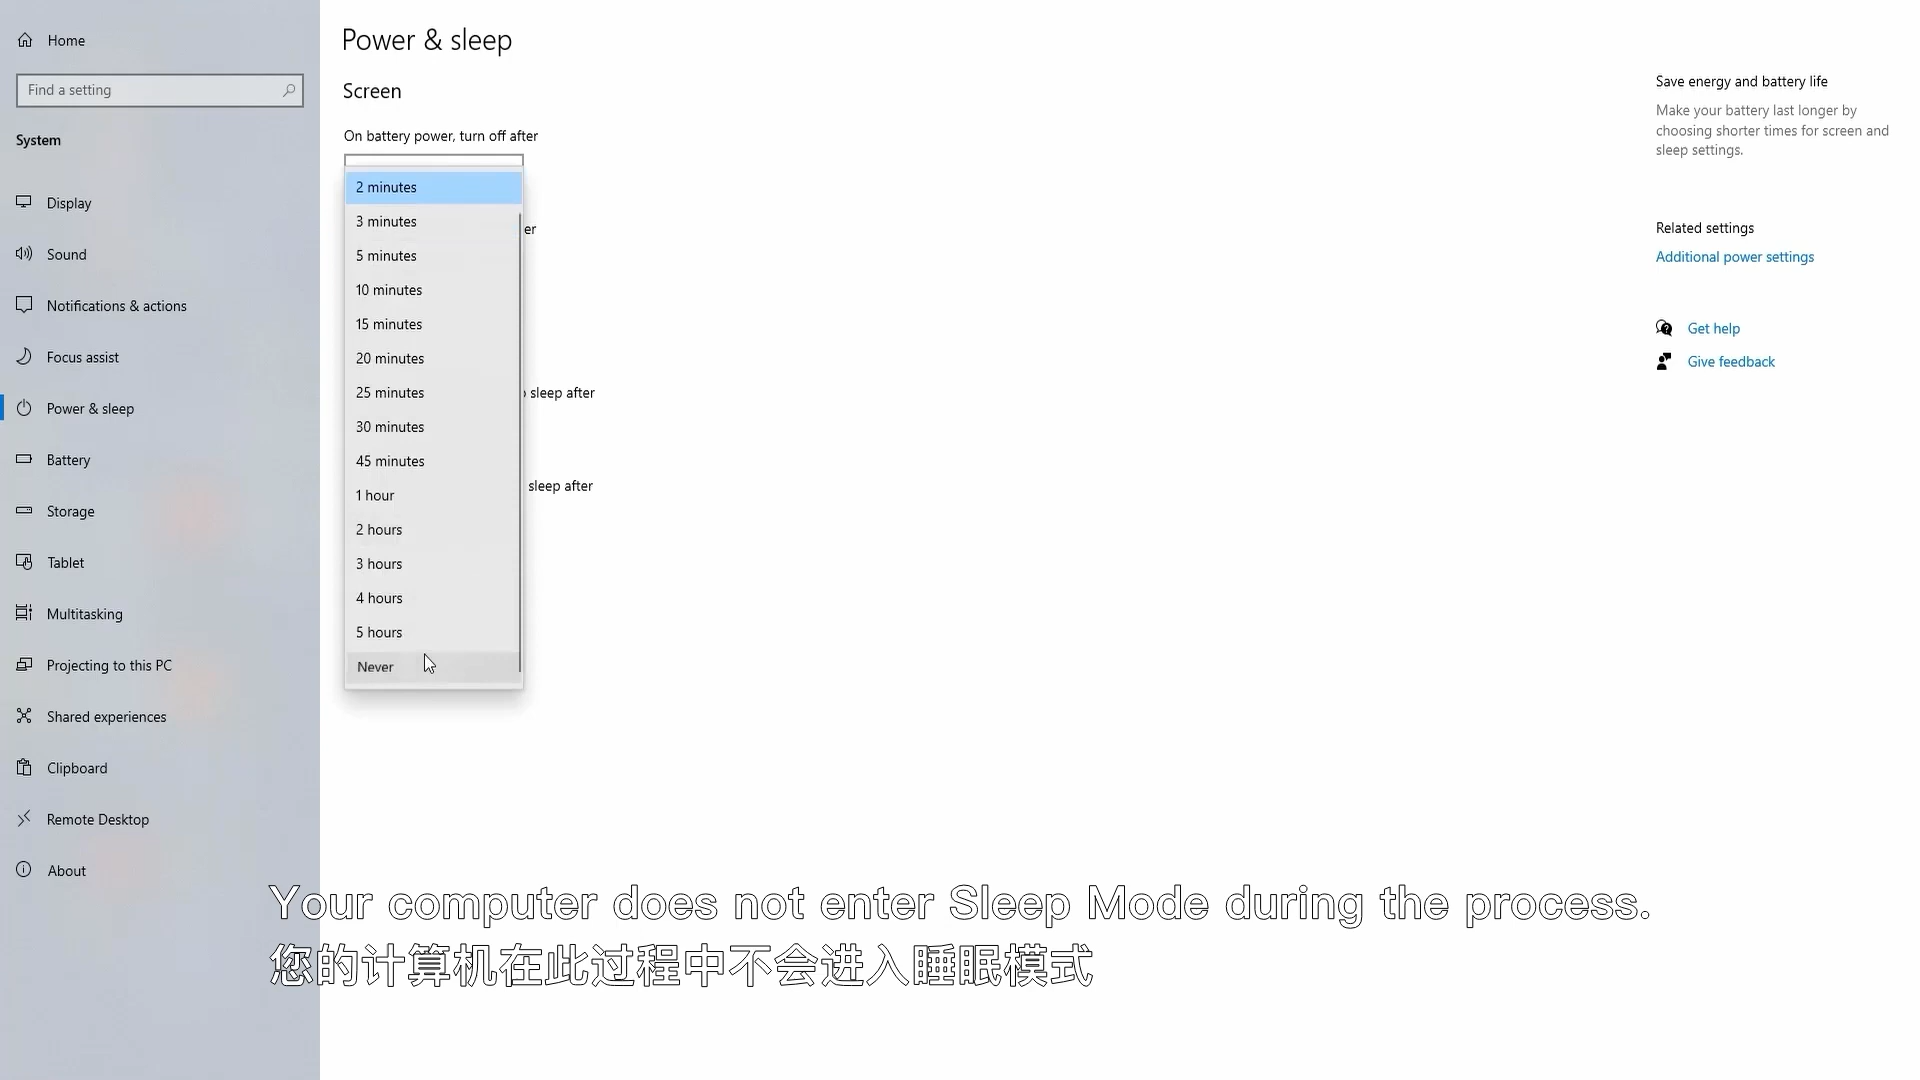 Home
Find a setting
System
Display
Sound
Notifications & actions
Focus assist
Power & sleep
Battery
Storage
Tablet
Multitasking
Projecting to this PC
Shared experiences
Clipboard
Remote Desktop
About
Power & sleep
Screen
On battery power, turn off after
2 minutes
3 minutes
er
5 minutes
10 minutes
15 minutes
20 minutes
25 minutes
sleep after
30 minutes
45 minutes
sleep after
1 hour
2 hours
3 hours
4 hours
5 hours
Never
Save energy and battery life
Make your battery last longer by
choosing shorter times for screen and
sleep settings.
Related settings
Additional power settings
Get help
Give feedback
Your computer does not enter Sleep Mode during the process.
您的计算机在此过程中不会进入睡眠模式